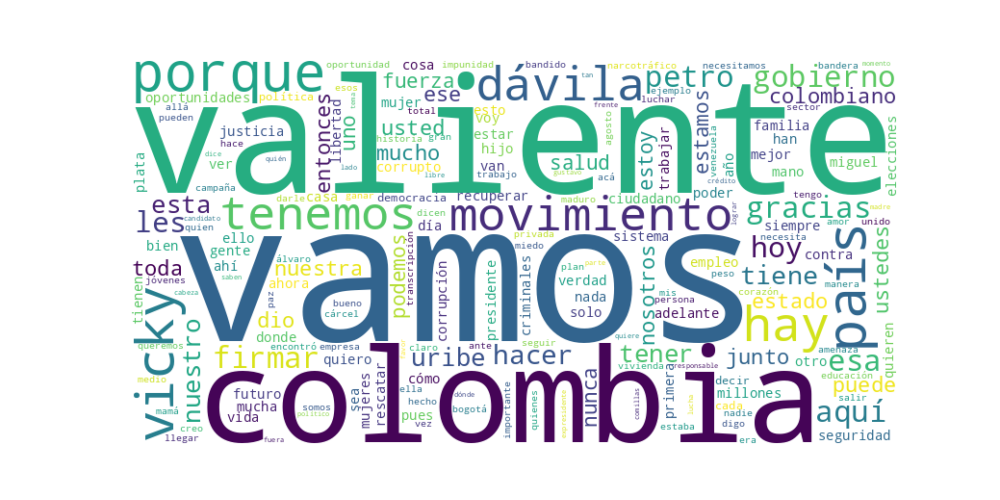 oportunidad impunidad cosa bandido narcotráfico necesitamos bandera momento
porque valiente fuerza ese dávila tan petro ejemplo gobierno
oportunidades política esos tema mujer total esto voy frente luchar sector colombiano
allá pueden entonces libertad uno usted estar agosto estamos familia han elecciones
justicia hace historia gran mucho hijo trabajar venezuela año mejor miguel
plata dice quién ver lado libre corrupto van trabajo gustavo acá salud estoy crédito mano
campaña darle casa ganar democracia recuperar maduro ciudadano poder tengo madre
esta les candidato quien tenemos dicen día movimiento lograr gracias siempre amor unido
bien ello gente ahí álvaro nuestra ahora vamos podemos transcripción privada miedo sistema nosotros necesita hoy contra país ustedes
toda saben jóvenes paz bueno cárcel corrupción presidente criminales plan parte verdad nada solo mis persona empleo peso corazón tiene manera estado
tienen vicky cabeza dio donde adelante quieren
queremos nuestro encontró empresa firmar quiero claro ante seguir uribe hacer quiere tener vivienda junto otro amenaza esa
medio colombia cómo ella responsable decir educación puede
mamá futuro mucha vida somos político sea mujeres rescatar hecho pues vez dónde bogotá importante quienes expresidente nunca comillas primera estaba lucha millones cada nadie digo salir aquí
creo llegar fuera era seguridad